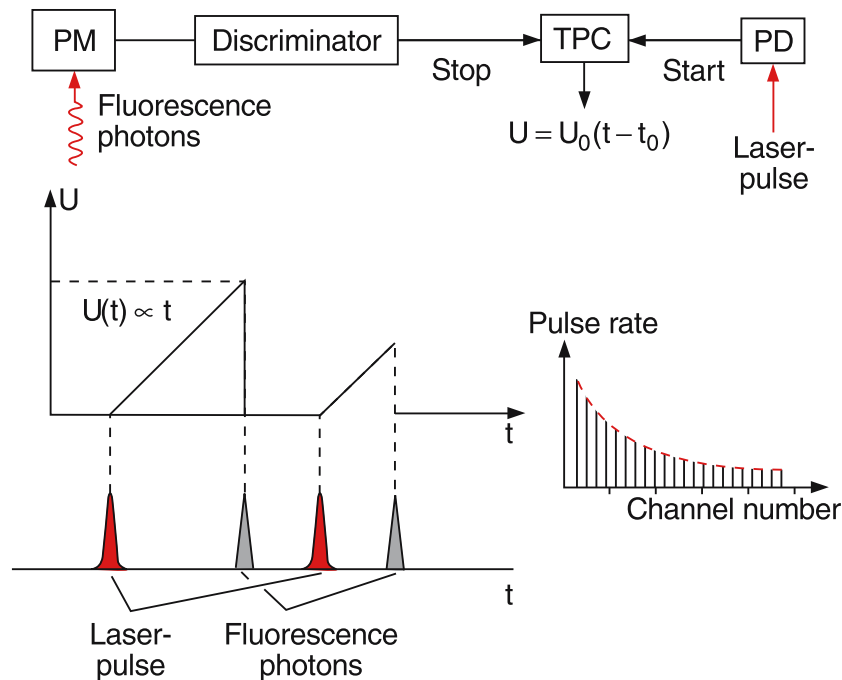 PM
Discriminator
TPC
PD
Stop
Start
Fluorescence
photons
U = U₀(t – t₀)
Laser-
pulse
U
U(t) ∝ t
t
Pulse rate
Channel number
t
Laser-
pulse
Fluorescence
photons